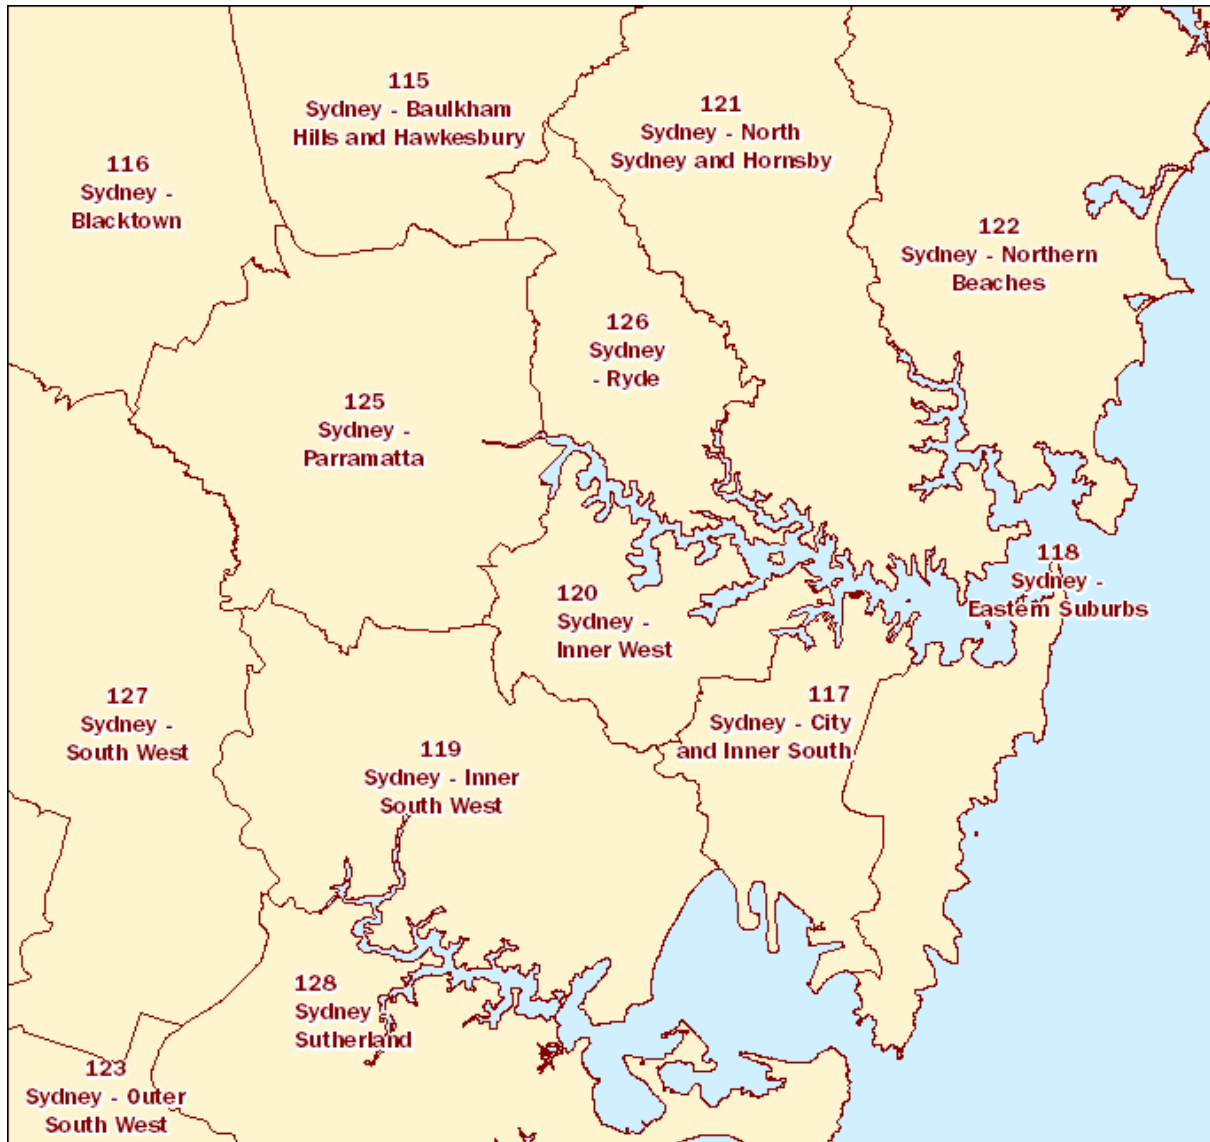 115
Sydney - Baulkham
Hills and Hawkesbury
121
Sydney - North
Sydney and Hornsby
116
Sydney -
Blacktown
122
Sydney - Northern
Beaches
126
Sydney
- Ryde
125
Sydney -
Parramatta
118
Sydney -
Eastern Suburbs
120
Sydney -
Inner West
127
Sydney -
South West
117
Sydney - City
and Inner South
119
Sydney - Inner
South West
128
Sydney
Sutherland
123
Sydney - Outer
South West